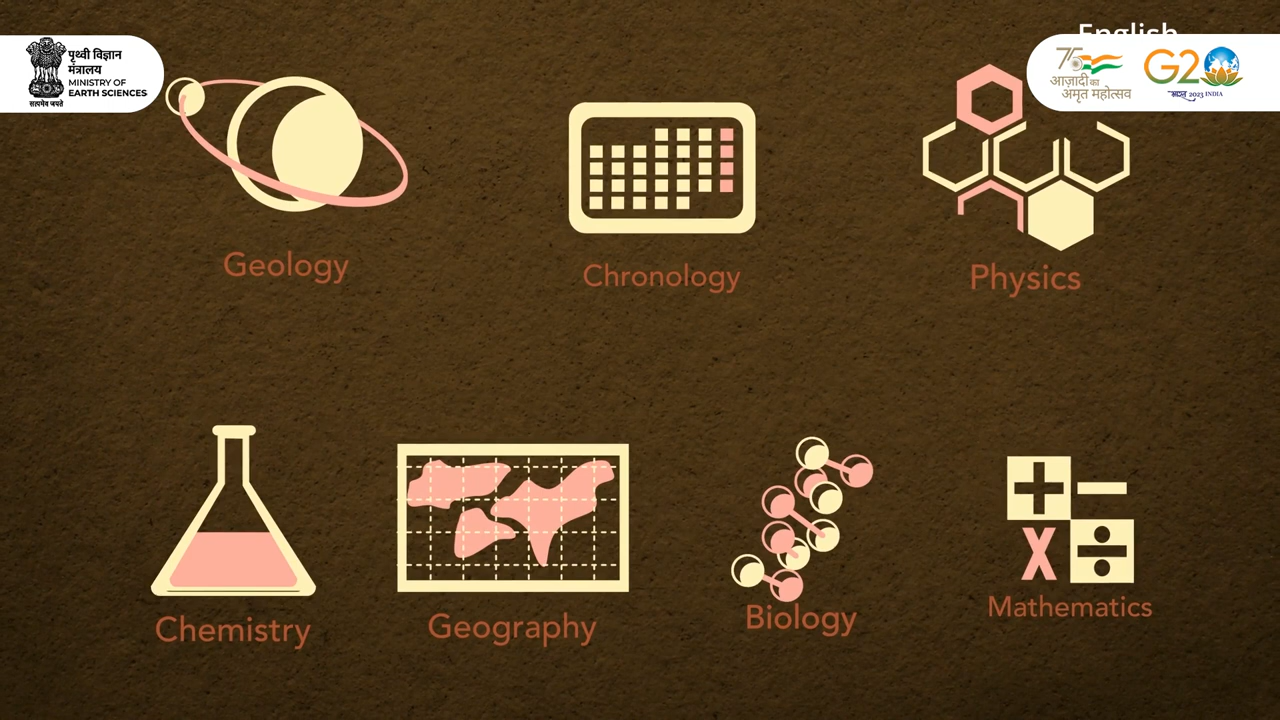 English
पृथ्वी विज्ञान
मंत्रालय
MINISTRY OF
EARTH SCIENCES
सत्यमेव जयते
75
आज़ादी का
अमृत महोत्सव
G20
2023 INDIA
Geology
Chronology
Physics
Chemistry
Geography
Biology
Mathematics